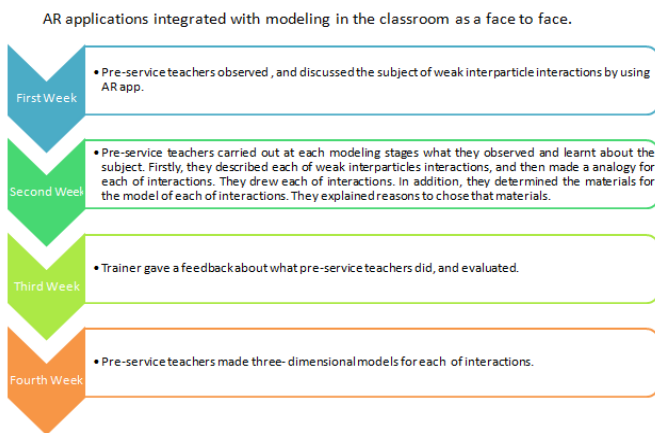 AR applications integrated with modeling in the classroom as a face to face.
First Week
• Pre-service teachers observed , and discussed the subject of weak interparticle interactions by using
AR app.
Second Week
• Pre-service teachers carried out at each modeling stages what they observed and learnt about the
subject. Firstly, they described each of weak interparticles interactions, and then made a analogy for
each of interactions. They drew each of interactions. In addition, they determined the materials for
the model of each of interactions. They explained reasons to chose that materials.
Third Week
• Trainer gave a feedback about what pre-service teachers did, and evaluated.
Fourth Week
• Pre-service teachers made three- dimensional models for each of interactions.